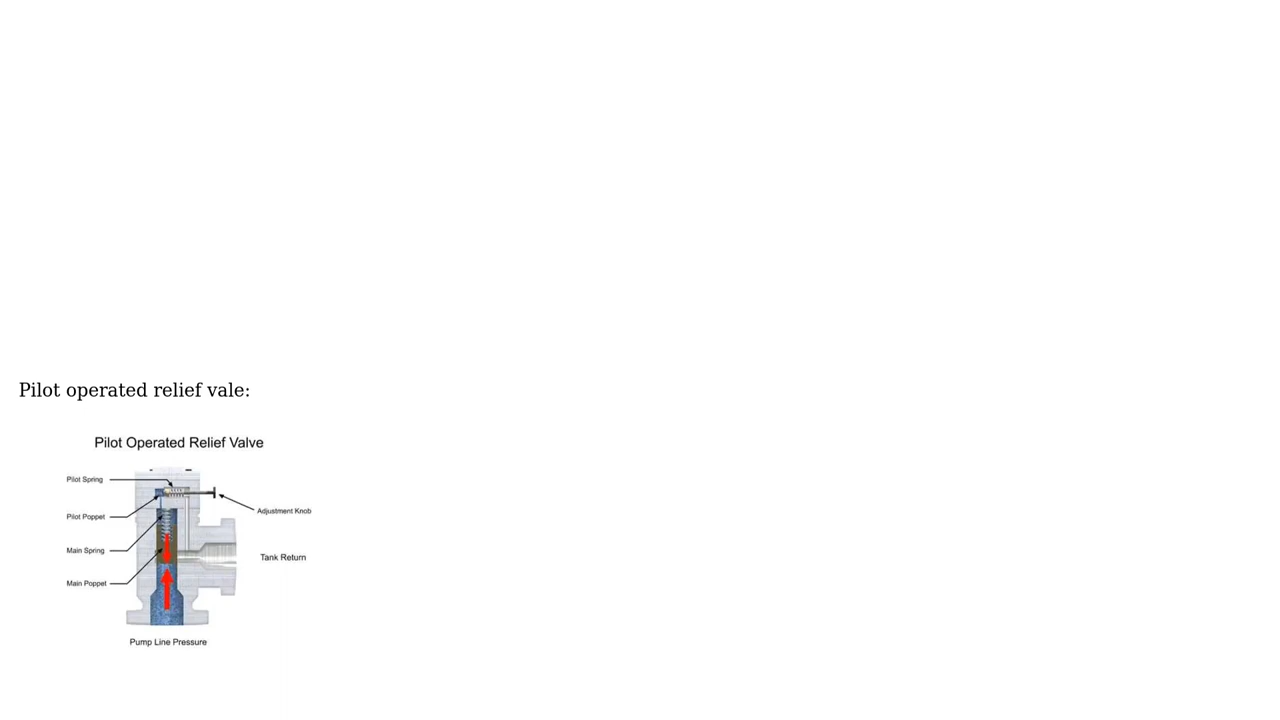 Pilot operated relief vale:
Pilot Operated Relief Valve
Pilot Spring
Pilot Poppet
Adjustment Knob
Main Spring
Tank Return
Main Poppet
Pump Line Pressure